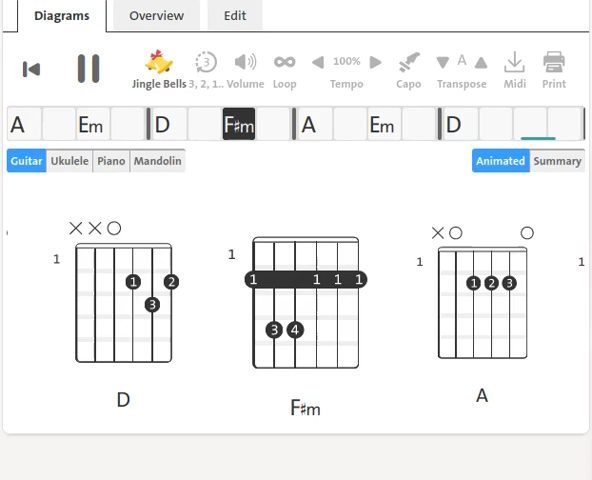 Diagrams Overview Edit
3
100%
A
Jingle Bells 3, 2, 1.. Volume Loop Tempo Capo Transpose Midi Print
A Em D F♯m A Em D
Guitar Ukulele Piano Mandolin Animated Summary
1 1 1 1
1 2 3
1 1 1 1
3 4
1 2 3
D F♯m A